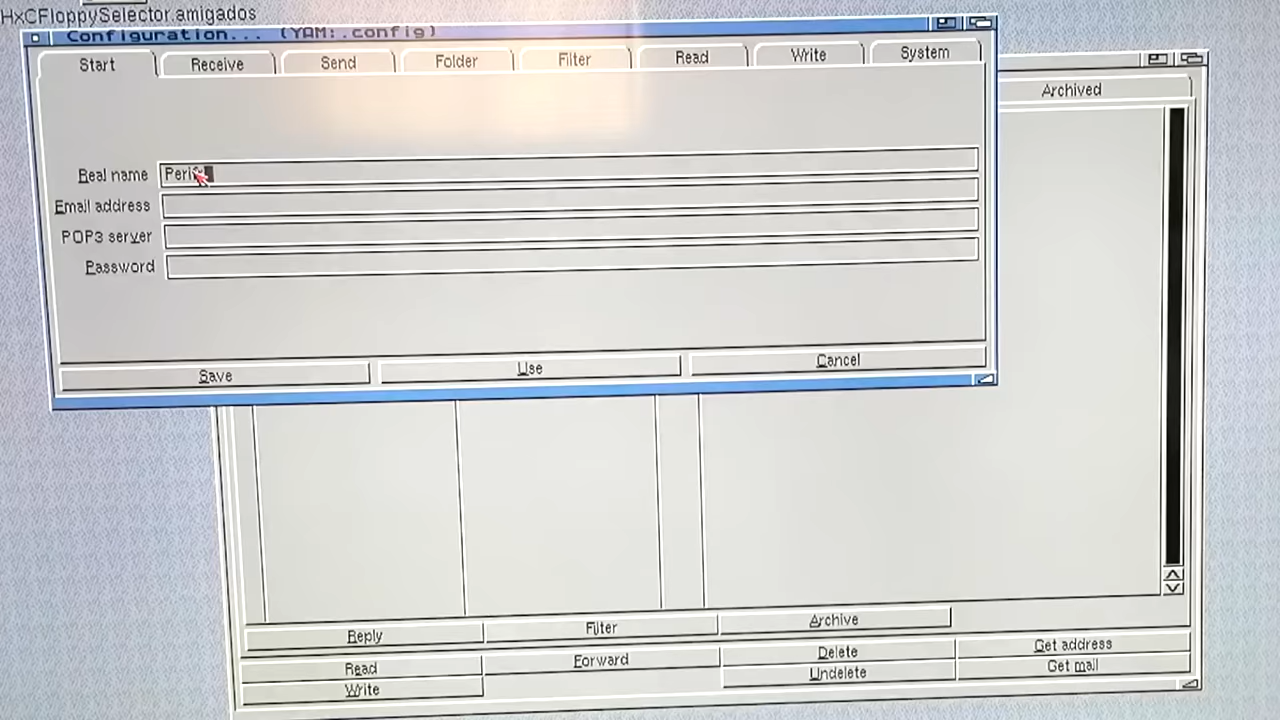 HxCFloppySelector.amigados
Configuration... (YAM:.config)
Start Receive Send Folder Filter Read Write System
Archived
Real name
Email address
POP3 server
Password
Save Use Cancel
Reply Filter Archive
Read Forward Delete Get address
Write Undelete Get mail